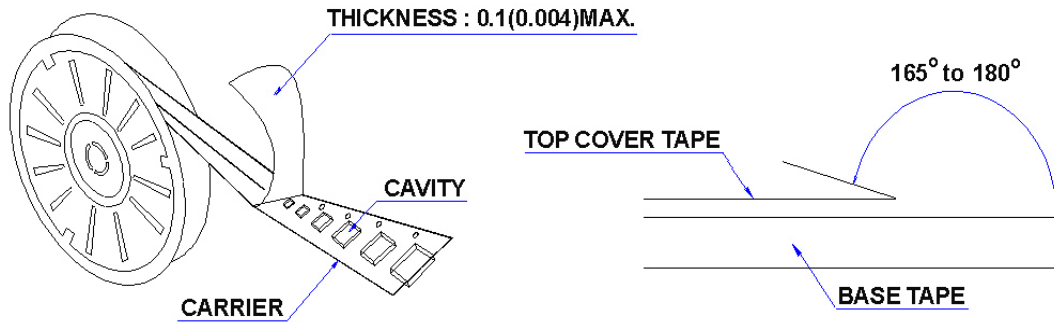 THICKNESS : 0.1(0.004)MAX.
165° to 180°
TOP COVER TAPE
CAVITY
BASE TAPE
CARRIER